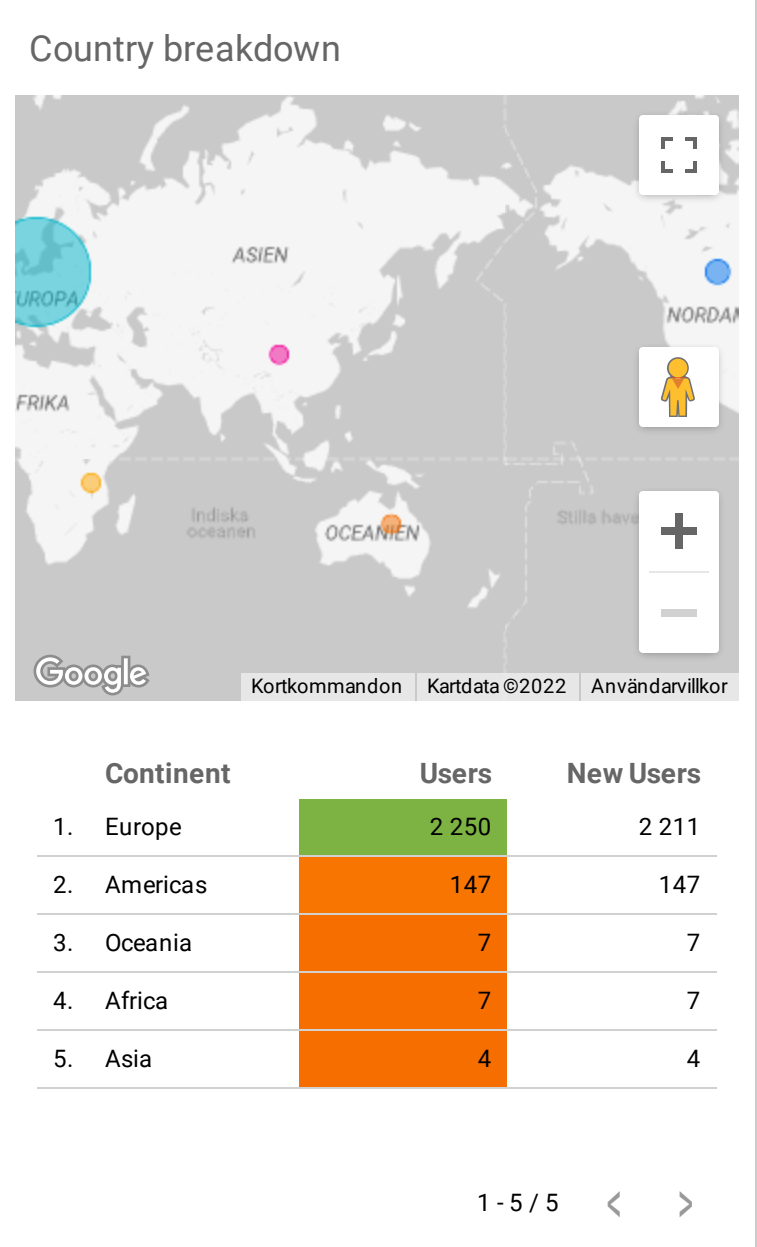 Country breakdown
ASIEN
UROPA
NORDAM
FRIKA
Indiska
oceanen
OCEANIEN
Stilla have
Google
Kortkommandon
Kartdata ©2022
Användarvillkor
Continent Users New Users
1. Europe 2 250 2 211
2. Americas 147 147
3. Oceania 7 7
4. Africa 7 7
5. Asia 4 4
1 - 5 / 5